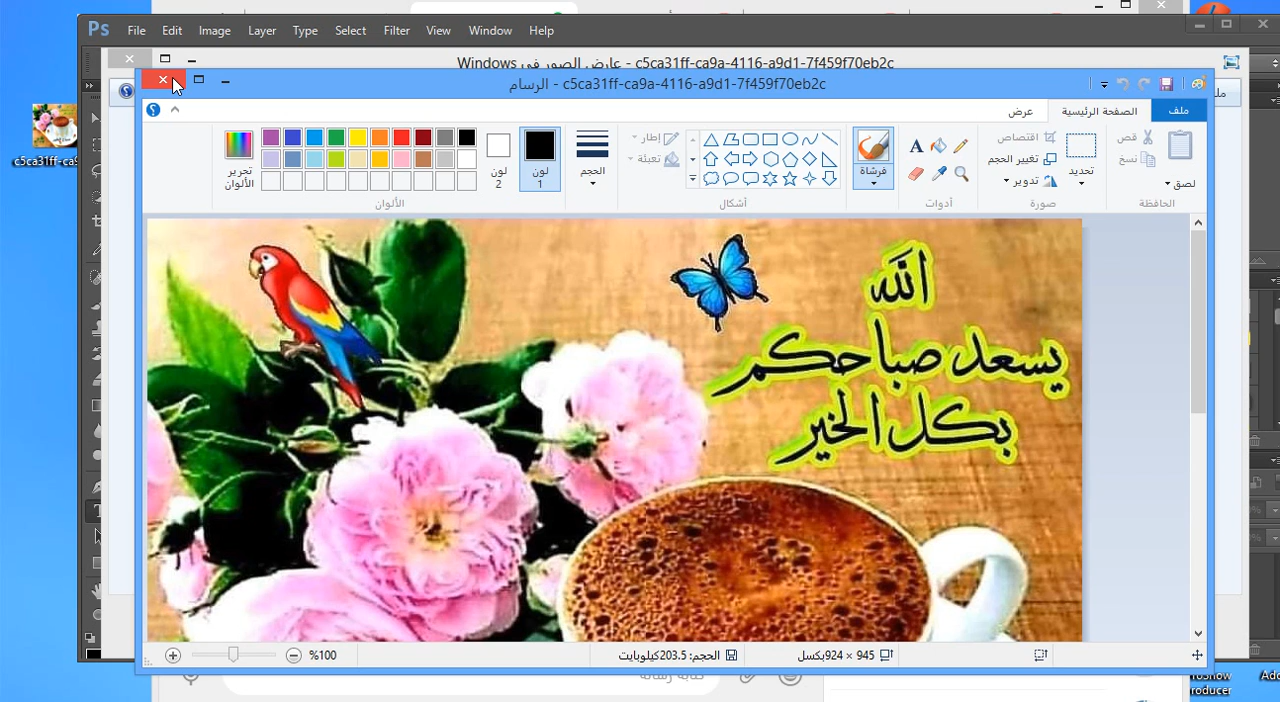 Ps File Edit Image Layer Type Select Filter View Window Help
c5ca31ff-ca9a-4116-a9d1-7f459f70eb2c - عارض الصور في Windows
c5ca31ff-ca9a-4116-a9d1-7f459f70eb2c - الرسام
ملف
الصفحة الرئيسية
عرض
لصق
قص
نسخ
الحافظة
تحديد
اقتصاص
تغيير الحجم
تدوير
صورة
A
أدوات
فرشاة
إطار
تعبئة
أشكال
الحجم
لون 1
لون 2
تحرير الألوان
الألوان
الله
يسعد صباحكم
بكل الخير
945 × 924بكسل
الحجم: 203.5كيلوبايت
%100
c5ca31ff-ca9
كتابة رسالة
roducer